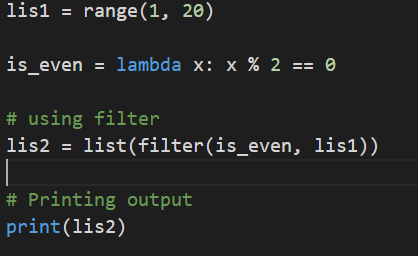 lis1 = range(1, 20)
is_even = lambda x: x % 2 == 0
# using filter
lis2 = list(filter(is_even, lis1))
# Printing output
print(lis2)